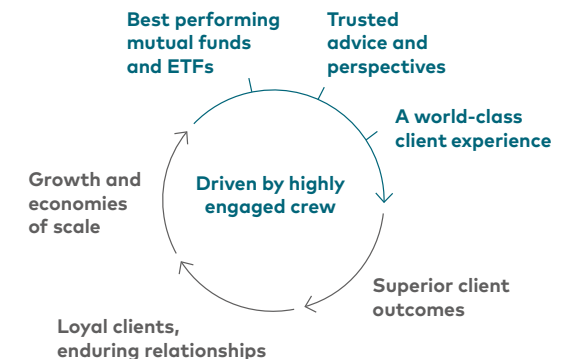 Best performing
mutual funds
and ETFs
Trusted
advice and
perspectives
A world-class
client experience
Driven by highly
engaged crew
Growth and
economies
of scale
Superior client
outcomes
Loyal clients,
enduring relationships